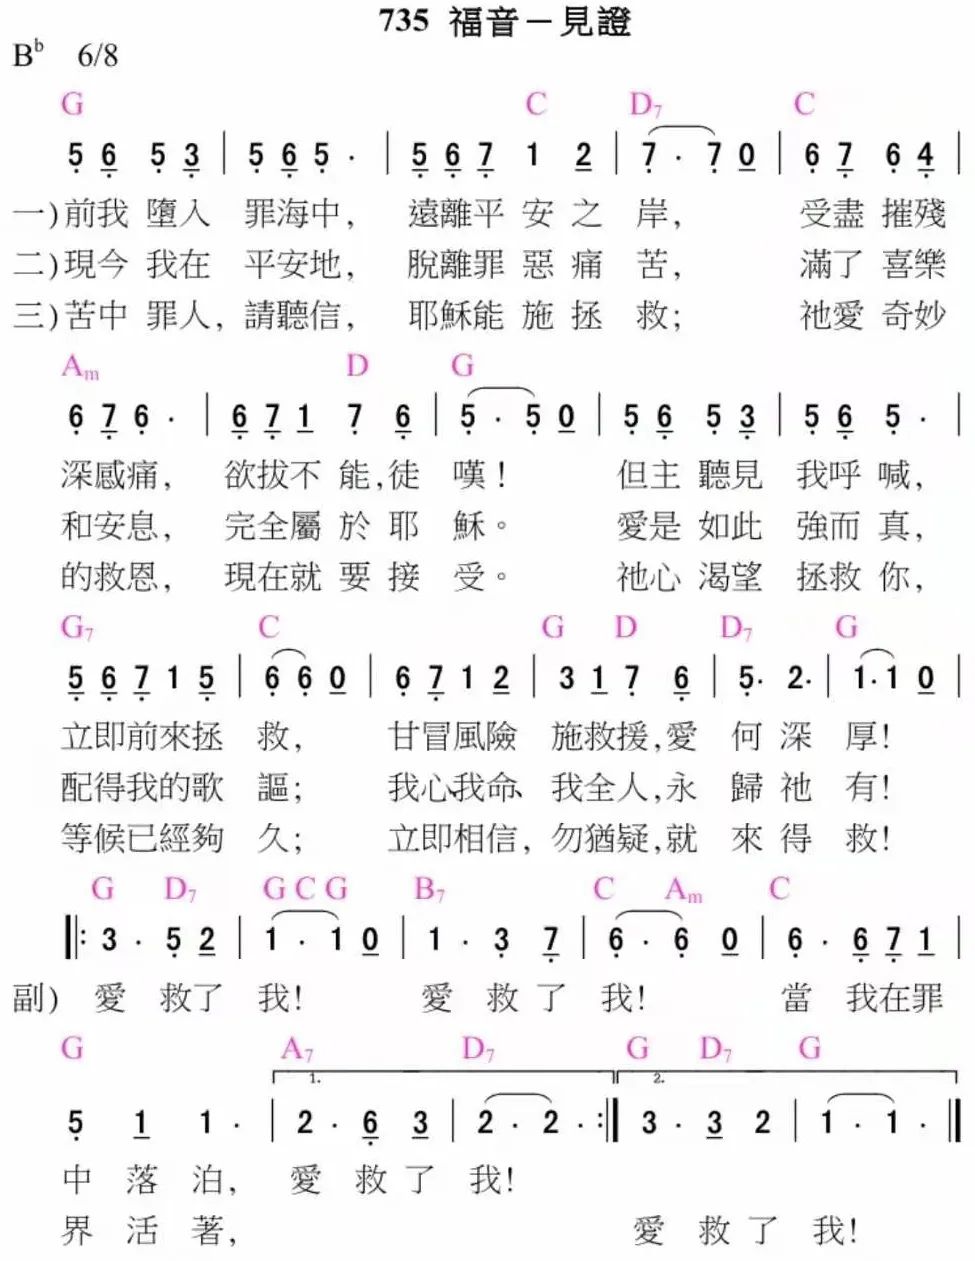 735 福音－見證
B♭ 6/8
G C D7 C
5 6 5 3 | 5 6 5 · | 5 6 7 1 2 | 7 · 7 0 | 6 7 6 4 |
一)前我 墮入 罪海中， 遠離平 安 之 岸， 受盡 摧殘
二)現今 我在 平安地， 脫離罪 惡 痛 苦， 滿了 喜樂
三)苦中 罪人，請聽信， 耶穌能 施 拯 救； 祂愛 奇妙
Am D G
6 7 6 · | 6 7 1 7 6 | 5 · 5 0 | 5 6 5 3 | 5 6 5 · |
深感痛， 欲拔不 能，徒 嘆！ 但主 聽見 我呼 喊，
和安息， 完全屬 於 耶 穌。 愛是 如此 強而 真，
的救恩， 現在就 要 接 受。 祂心 渴望 拯救 你，
G7 C G D D7 G
5 6 7 1 5 | 6 6 0 | 6 7 1 2 | 3 1 7 6 | 5· 2· | 1·1 0 |
立即前來拯 救， 甘冒風險 施救援，愛 何 深 厚！
配得我的歌 謳； 我心、我命、 我全人，永 歸 祂 有！
等候已經夠 久； 立即相信，勿猶疑，就 來 得 救！
G D7 G C G B7 C Am C
‖: 3 · 5 2 | 1 · 1 0 | 1 · 3 7 | 6 · 6 0 | 6 · 6 7 1 |
副) 愛 救了 我！ 愛 救 了 我！ 當 我在罪
G A7 D7 G D7 G
1. 2.
5 1 1 · | 2 · 6 3 | 2 · 2 · :‖ 3 · 3 2 | 1 · 1 · ‖
中 落 泊， 愛 救 了 我！
界 活 著， 愛 救 了 我！